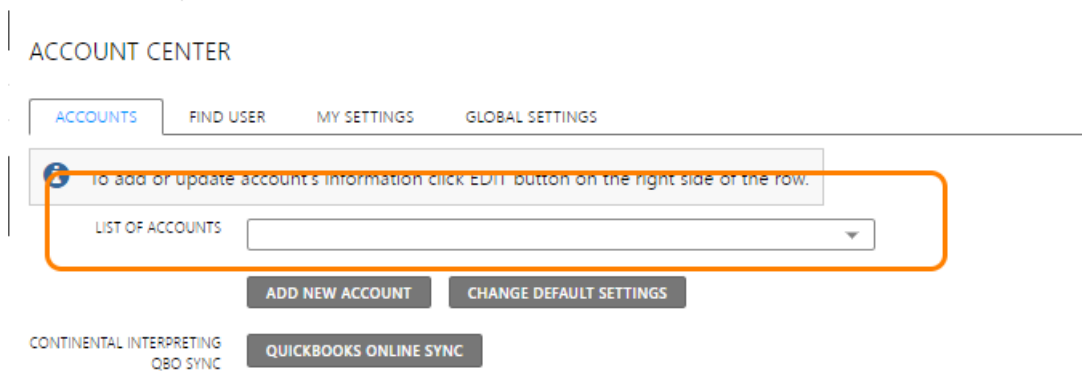 ACCOUNT CENTER
ACCOUNTS FIND USER MY SETTINGS GLOBAL SETTINGS
To add or update account's information click EDIT button on the right side of the row.
LIST OF ACCOUNTS
ADD NEW ACCOUNT CHANGE DEFAULT SETTINGS
CONTINENTAL INTERPRETING
QBO SYNC
QUICKBOOKS ONLINE SYNC